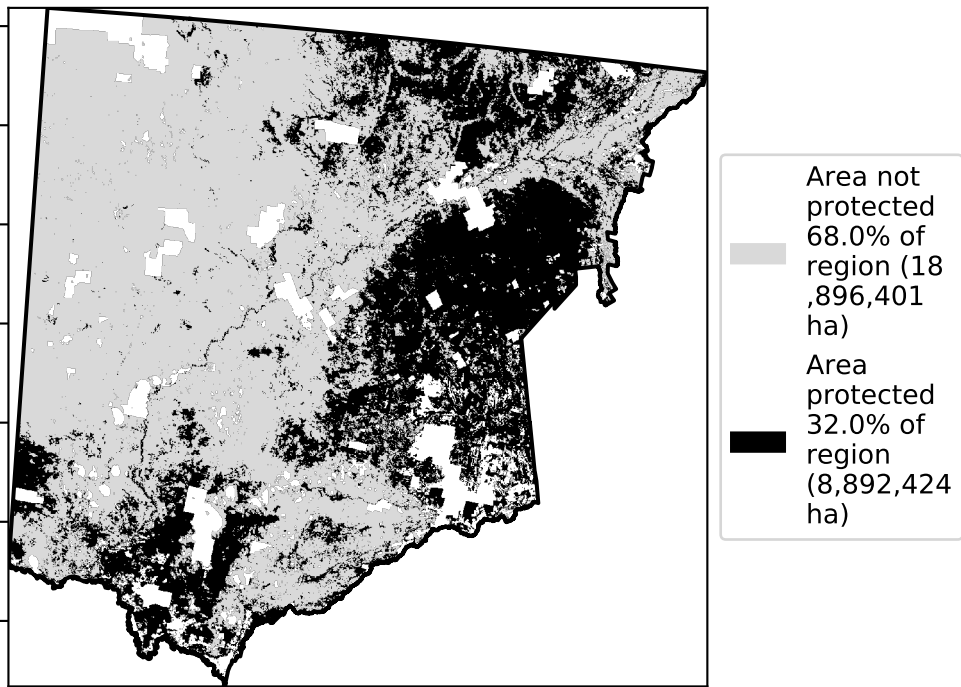 Area not
protected
68.0% of
region (18
,896,401
ha)
Area
protected
32.0% of
region
(8,892,424
ha)